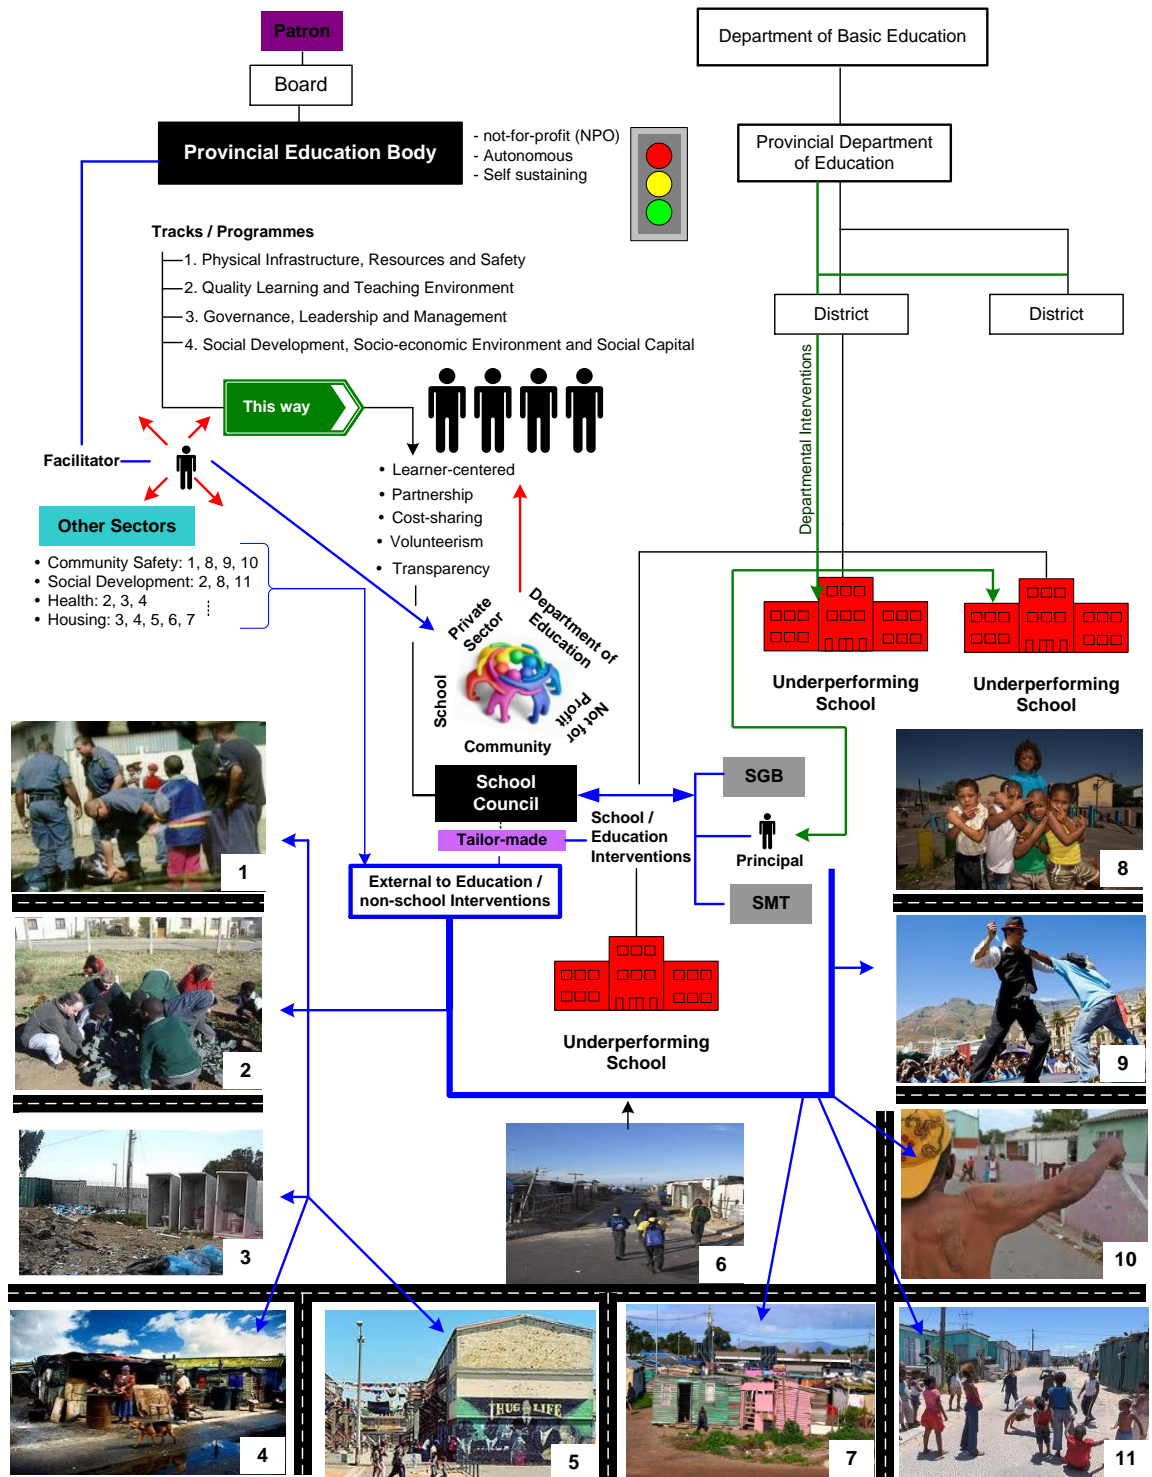 Patron
Board
Provincial Education Body
- not-for-profit (NPO)
- Autonomous
- Self sustaining
Department of Basic Education
Provincial Department
of Education
District
District
Departmental Interventions
Tracks / Programmes
1. Physical Infrastructure, Resources and Safety
2. Quality Learning and Teaching Environment
3. Governance, Leadership and Management
4. Social Development, Socio-economic Environment and Social Capital
This way
Facilitator
• Learner-centered
• Partnership
• Cost-sharing
• Volunteerism
• Transparency
Other Sectors
• Community Safety: 1, 8, 9, 10
• Social Development: 2, 8, 11
• Health: 2, 3, 4
• Housing: 3, 4, 5, 6, 7
School
Private
Sector
Department of
Education
Not for
Profit
Community
Underperforming
School
Underperforming
School
School
Council
Tailor-made
School /
Education
Interventions
SGB
Principal
SMT
External to Education /
non-school Interventions
Underperforming
School
1
2
3
4
THUG LIFE
5
6
7
8
9
10
11